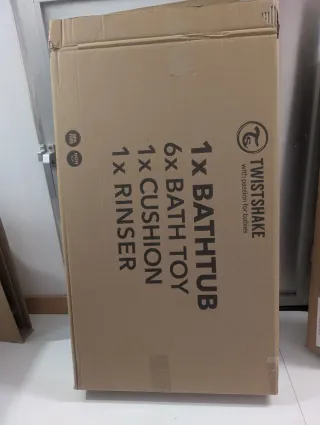 TWISTSHAKE
with passion for babies
1x BATHTUB
6x BATH TOY
1x CUSHION
1x RINSER